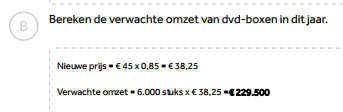 B
Bereken de verwachte omzet van dvd-boxen in dit jaar.
Nieuwe prijs = € 45 x 0,85 = € 38,25
Verwachte omzet = 6.000 stuks x € 38,25 =€ 229.500